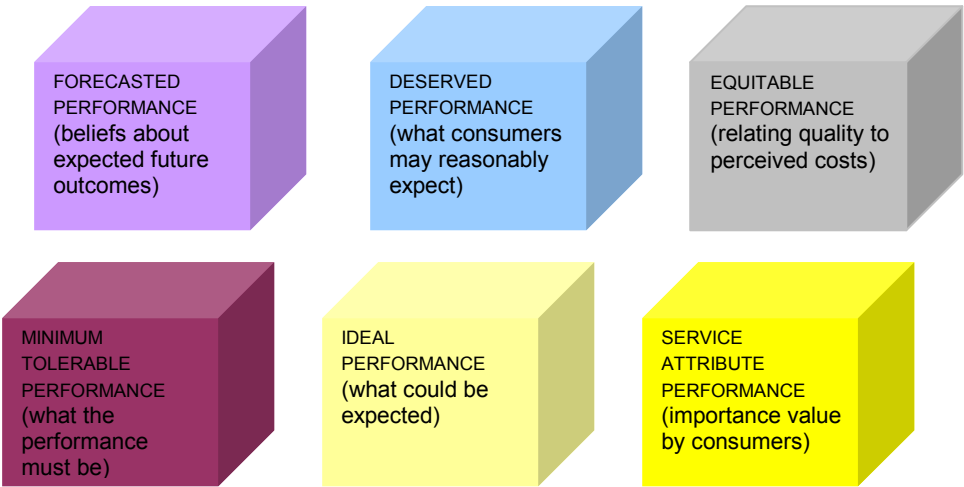 FORECASTED
PERFORMANCE
(beliefs about
expected future
outcomes)
DESERVED
PERFORMANCE
(what consumers
may reasonably
expect)
EQUITABLE
PERFORMANCE
(relating quality to
perceived costs)
MINIMUM
TOLERABLE
PERFORMANCE
(what the
performance
must be)
IDEAL
PERFORMANCE
(what could be
expected)
SERVICE
ATTRIBUTE
PERFORMANCE
(importance value
by consumers)